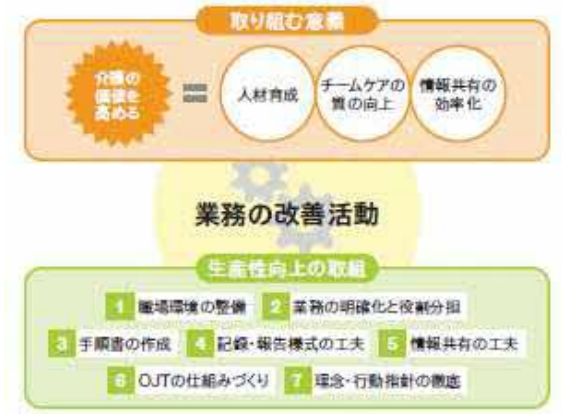 取り組む意義
介護の
価値を
高める
=
人材育成
チームケアの
質の向上
情報共有の
効率化
業務の改善活動
生産性向上の取組
1 職場環境の整備 2 業務の明確化と役割分担
3 手順書の作成 4 記録・報告様式の工夫 5 情報共有の工夫
6 OJTの仕組みづくり 7 理念・行動指針の徹底